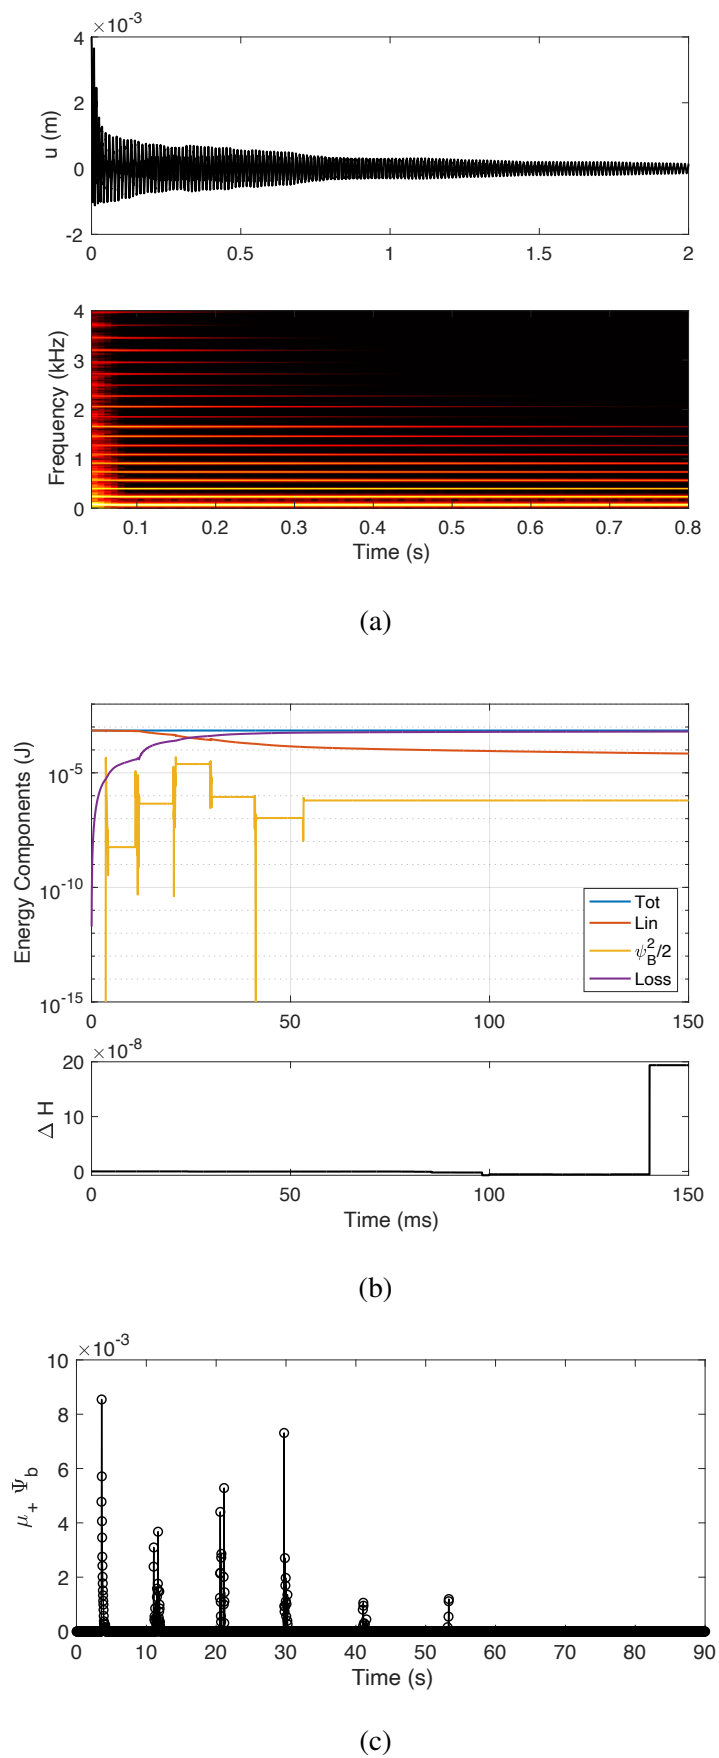 ×10⁻³
4
2
0
-2
u (m)
0 0.5 1 1.5 2
4
3
2
1
0
Frequency (kHz)
0.1 0.2 0.3 0.4 0.5 0.6 0.7 0.8
Time (s)
(a)
10⁻⁵
10⁻¹⁰
10⁻¹⁵
Energy Components (J)
Tot
Lin
ψ_B²/2
Loss
0 50 100 150
×10⁻⁸
20
10
0
Δ H
0 50 100 150
Time (ms)
(b)
×10⁻³
10
8
6
4
2
0
μ₊ Ψ_b
0 10 20 30 40 50 60 70 80 90
Time (s)
(c)